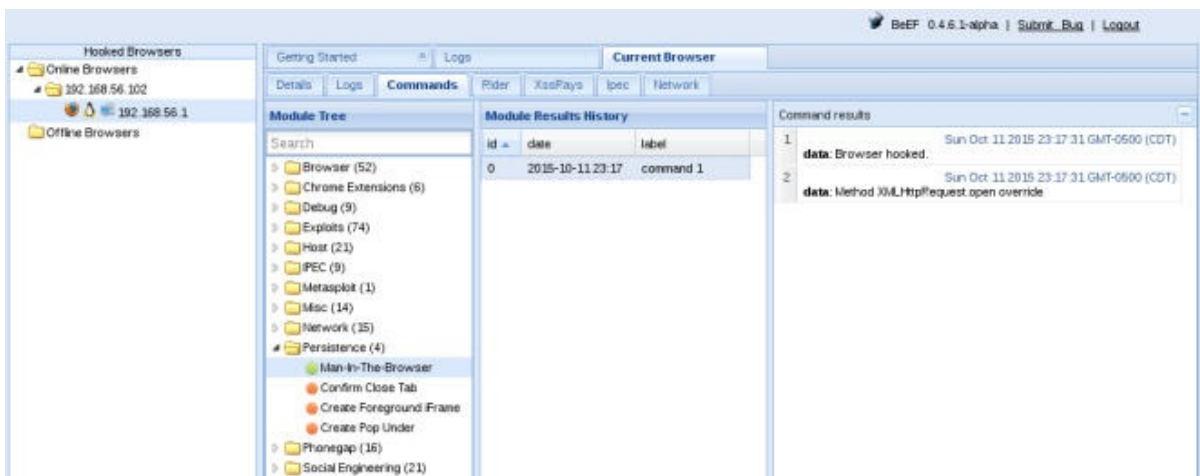 BeEF 0.4.6.1-alpha | Submit Bug | Logout
Hooked Browsers
Online Browsers
192.168.56.102
192.168.56.1
Offline Browsers
Getting Started
Logs
Current Browser
Details
Logs
Commands
Rider
XssRays
Ipec
Network
Module Tree
Search
Browser (52)
Chrome Extensions (6)
Debug (9)
Exploits (74)
Host (21)
IPEC (9)
Metasploit (1)
Misc (14)
Network (15)
Persistence (4)
Man-In-The-Browser
Confirm Close Tab
Create Foreground iFrame
Create Pop Under
Phonegap (16)
Social Engineering (21)
Module Results History
id date label
0 2015-10-11 23:17 command 1
Command results
1 Sun Oct 11 2015 23:17:31 GMT-0500 (CDT)
data: Browser hooked.
2 Sun Oct 11 2015 23:17:31 GMT-0500 (CDT)
data: Method XMLHttpRequest.open override